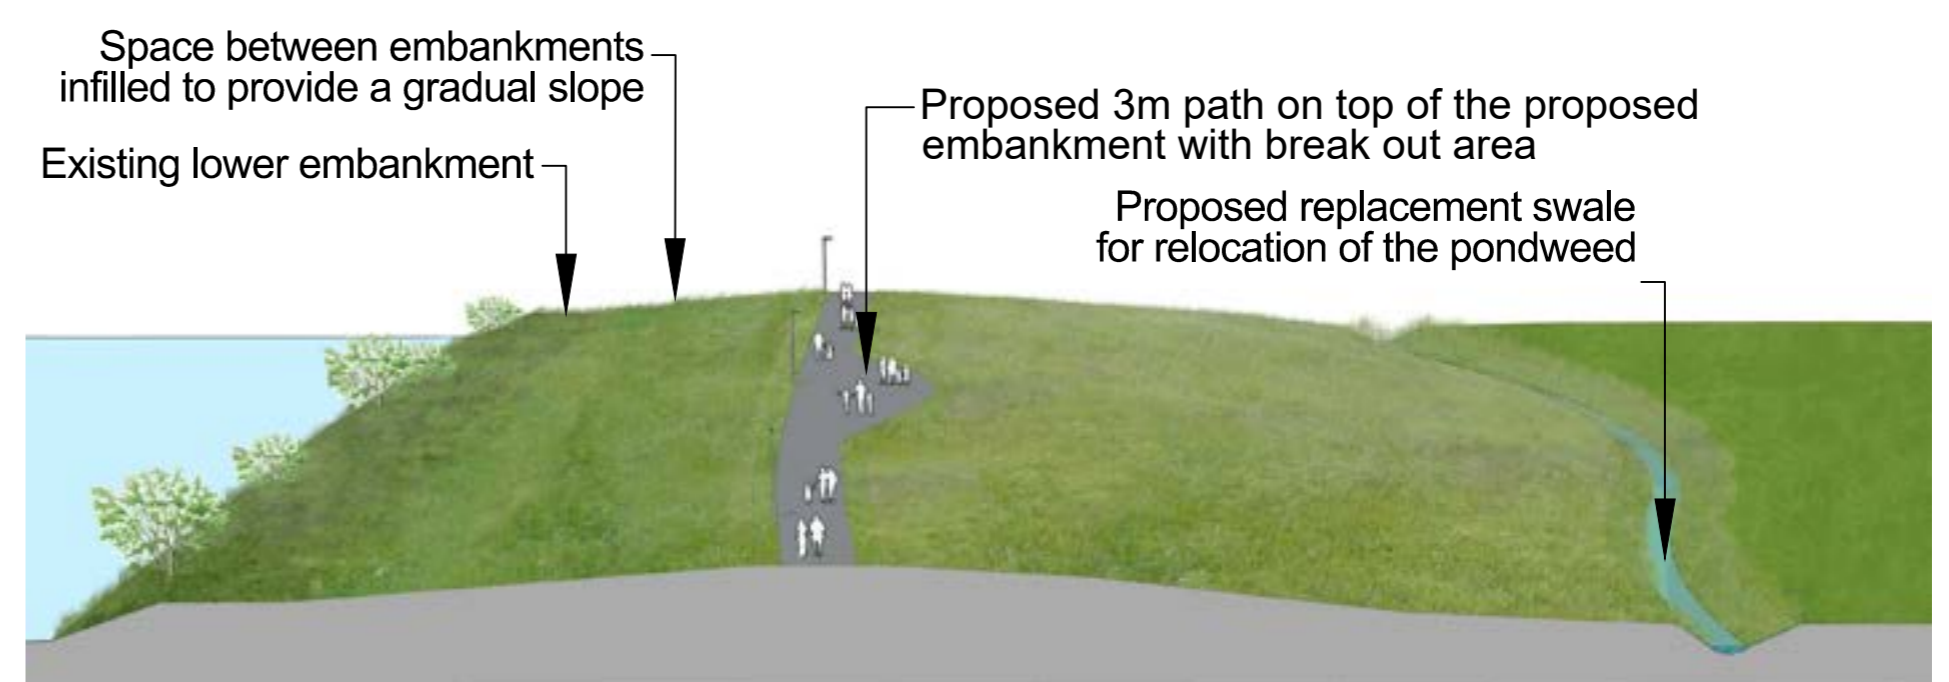 Space between embankments
infilled to provide a gradual slope
Existing lower embankment
Proposed 3m path on top of the proposed
embankment with break out area
Proposed replacement swale
for relocation of the pondweed